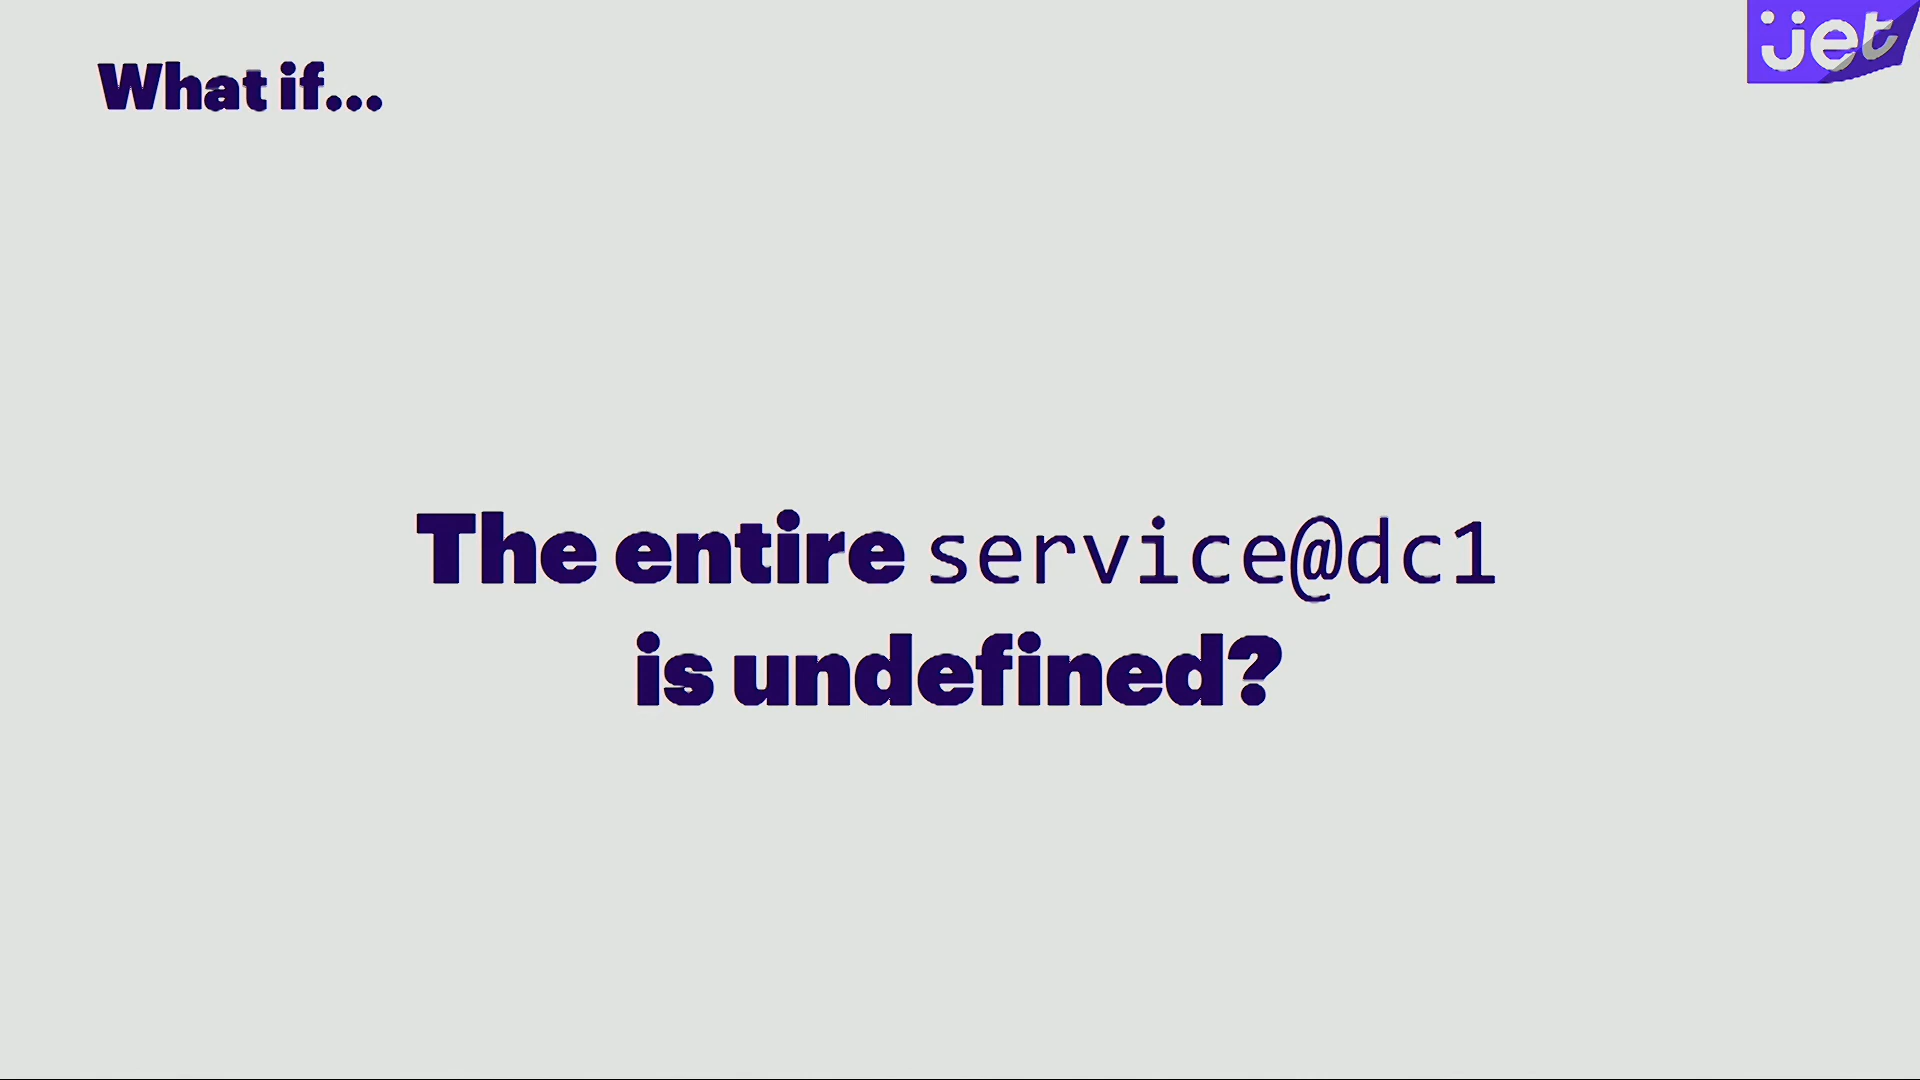 What if...
jet
The entire service@dc1
is undefined?